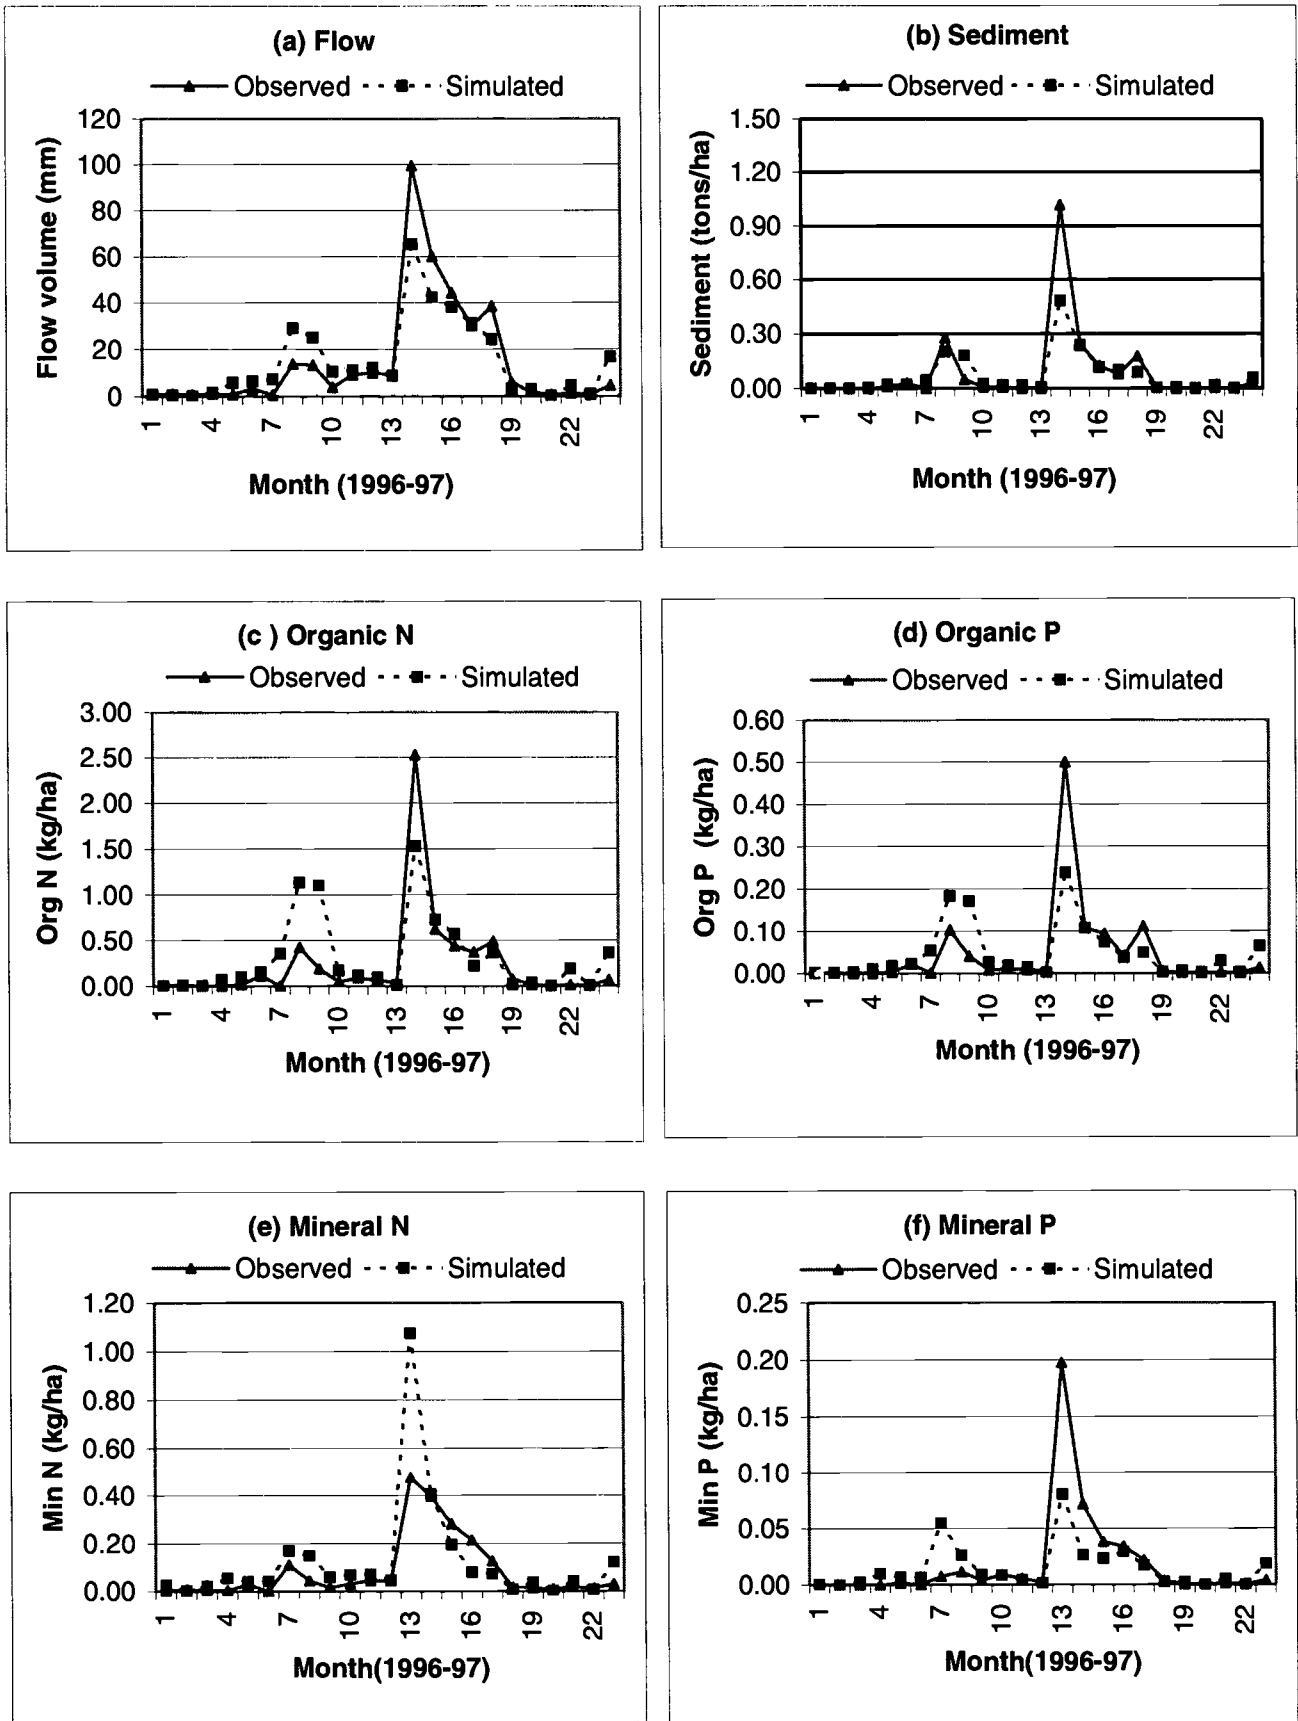 (a) Flow
Observed Simulated
Flow volume (mm)
120
100
80
60
40
20
0
1 4 7 10 13 16 19 22
Month (1996-97)
(b) Sediment
Observed Simulated
Sediment (tons/ha)
1.50
1.20
0.90
0.60
0.30
0.00
1 4 7 10 13 16 19 22
Month (1996-97)
(c ) Organic N
Observed Simulated
Org N (kg/ha)
3.00
2.50
2.00
1.50
1.00
0.50
0.00
1 4 7 10 13 16 19 22
Month (1996-97)
(d) Organic P
Observed Simulated
Org P (kg/ha)
0.60
0.50
0.40
0.30
0.20
0.10
0.00
1 4 7 10 13 16 19 22
Month (1996-97)
(e) Mineral N
Observed Simulated
Min N (kg/ha)
1.20
1.00
0.80
0.60
0.40
0.20
0.00
1 4 7 10 13 16 19 22
Month(1996-97)
(f) Mineral P
Observed Simulated
Min P (kg/ha)
0.25
0.20
0.15
0.10
0.05
0.00
1 4 7 10 13 16 19 22
Month(1996-97)